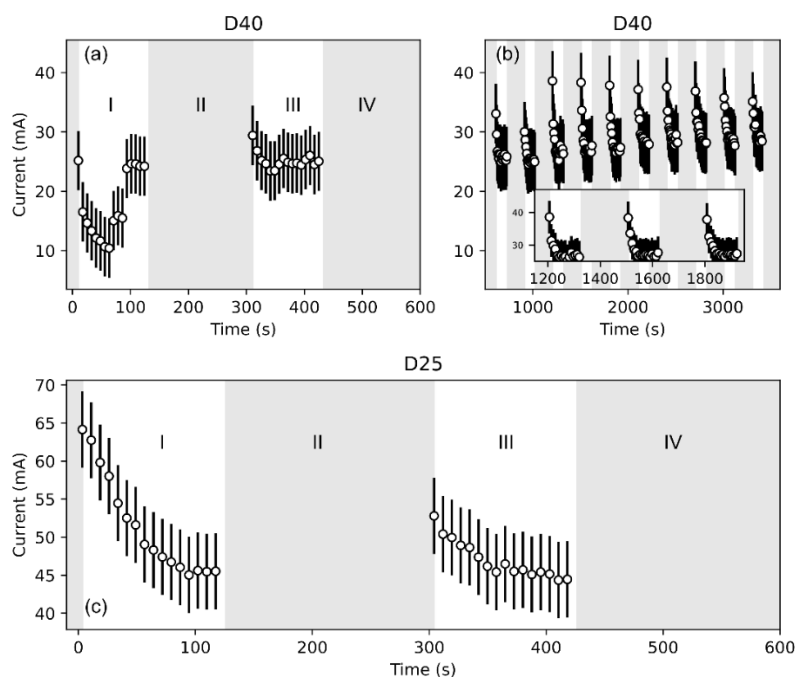 D40
(a)
I
II
III
IV
40
30
20
10
Current (mA)
0
100
200
300
400
500
600
Time (s)
D40
(b)
40
30
20
10
40
30
1200
1400
1600
1800
1000
2000
3000
Time (s)
D25
I
II
III
IV
(c)
70
65
60
55
50
45
40
Current (mA)
0
100
200
300
400
500
600
Time (s)